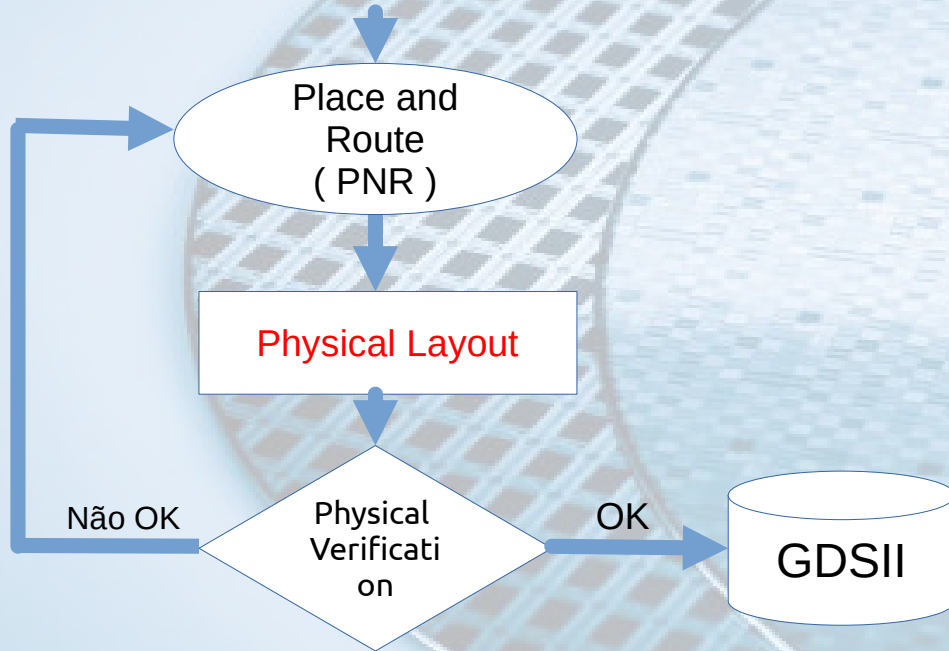 Place and
Route
( PNR )
Physical Layout
Não OK
Physical
Verificati
on
OK
GDSII